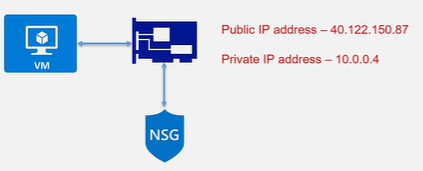 Public IP address – 40.122.150.87
Private IP address – 10.0.0.4
VM
NSG